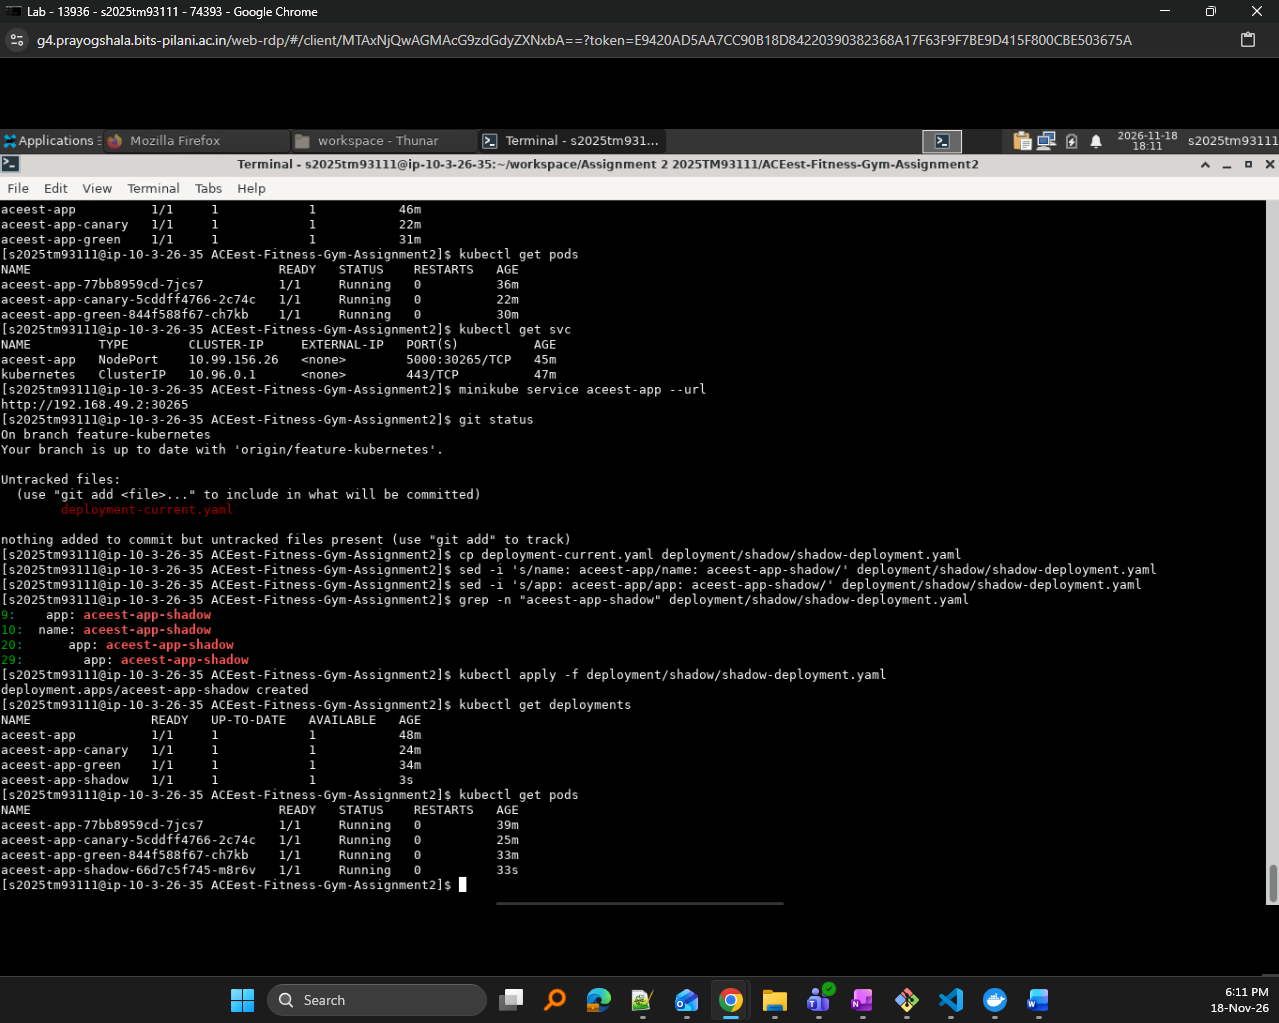 Lab - 13936 - s2025tm93111 - 74393 - Google Chrome
g4.prayogshala.bits-pilani.ac.in/web-rdp/#/client/MTAxNjQwAGMAcG9zdGdyZXNxbA==?token=E9420AD5AA7CC90B18D84220390382368A17F63F9F7BE9D415F800CBE503675A
Applications Mozilla Firefox workspace - Thunar Terminal - s2025tm931... 2026-11-18 s2025tm93111
18:11
Terminal - s2025tm93111@ip-10-3-26-35:~/workspace/Assignment 2 2025TM93111/ACEest-Fitness-Gym-Assignment2
File Edit View Terminal Tabs Help
aceest-app 1/1 1 1 46m
aceest-app-canary 1/1 1 1 22m
aceest-app-green 1/1 1 1 31m
[s2025tm93111@ip-10-3-26-35 ACEest-Fitness-Gym-Assignment2]$ kubectl get pods
NAME READY STATUS RESTARTS AGE
aceest-app-77bb8959cd-7jcs7 1/1 Running 0 36m
aceest-app-canary-5cddff4766-2c74c 1/1 Running 0 22m
aceest-app-green-844f588f67-ch7kb 1/1 Running 0 30m
[s2025tm93111@ip-10-3-26-35 ACEest-Fitness-Gym-Assignment2]$ kubectl get svc
NAME TYPE CLUSTER-IP EXTERNAL-IP PORT(S) AGE
aceest-app NodePort 10.99.156.26 <none> 5000:30265/TCP 45m
kubernetes ClusterIP 10.96.0.1 <none> 443/TCP 47m
[s2025tm93111@ip-10-3-26-35 ACEest-Fitness-Gym-Assignment2]$ minikube service aceest-app --url
http://192.168.49.2:30265
[s2025tm93111@ip-10-3-26-35 ACEest-Fitness-Gym-Assignment2]$ git status
On branch feature-kubernetes
Your branch is up to date with 'origin/feature-kubernetes'.
Untracked files:
(use "git add <file>..." to include in what will be committed)
deployment-current.yaml
nothing added to commit but untracked files present (use "git add" to track)
[s2025tm93111@ip-10-3-26-35 ACEest-Fitness-Gym-Assignment2]$ cp deployment-current.yaml deployment/shadow/shadow-deployment.yaml
[s2025tm93111@ip-10-3-26-35 ACEest-Fitness-Gym-Assignment2]$ sed -i 's/name: aceest-app/name: aceest-app-shadow/' deployment/shadow/shadow-deployment.yaml
[s2025tm93111@ip-10-3-26-35 ACEest-Fitness-Gym-Assignment2]$ sed -i 's/app: aceest-app/app: aceest-app-shadow/' deployment/shadow/shadow-deployment.yaml
[s2025tm93111@ip-10-3-26-35 ACEest-Fitness-Gym-Assignment2]$ grep -n "aceest-app-shadow" deployment/shadow/shadow-deployment.yaml
9: app: aceest-app-shadow
10: name: aceest-app-shadow
20: app: aceest-app-shadow
29: app: aceest-app-shadow
[s2025tm93111@ip-10-3-26-35 ACEest-Fitness-Gym-Assignment2]$ kubectl apply -f deployment/shadow/shadow-deployment.yaml
deployment.apps/aceest-app-shadow created
[s2025tm93111@ip-10-3-26-35 ACEest-Fitness-Gym-Assignment2]$ kubectl get deployments
NAME READY UP-TO-DATE AVAILABLE AGE
aceest-app 1/1 1 1 48m
aceest-app-canary 1/1 1 1 24m
aceest-app-green 1/1 1 1 34m
aceest-app-shadow 1/1 1 1 3s
[s2025tm93111@ip-10-3-26-35 ACEest-Fitness-Gym-Assignment2]$ kubectl get pods
NAME READY STATUS RESTARTS AGE
aceest-app-77bb8959cd-7jcs7 1/1 Running 0 39m
aceest-app-canary-5cddff4766-2c74c 1/1 Running 0 25m
aceest-app-green-844f588f67-ch7kb 1/1 Running 0 33m
aceest-app-shadow-66d7c5f745-m8r6v 1/1 Running 0 33s
[s2025tm93111@ip-10-3-26-35 ACEest-Fitness-Gym-Assignment2]$
Search
6:11 PM
18-Nov-26